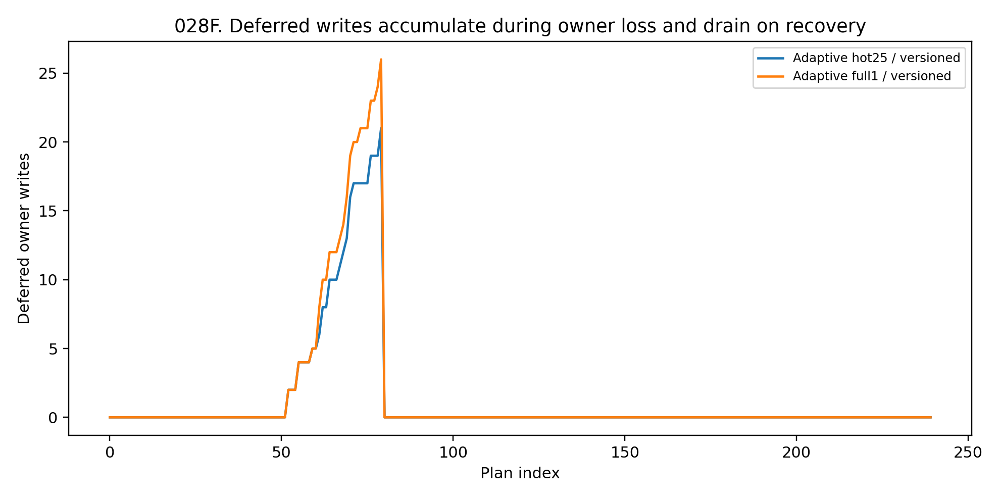 028F. Deferred writes accumulate during owner loss and drain on recovery
Adaptive hot25 / versioned
Adaptive full1 / versioned
Deferred owner writes
25
20
15
10
5
0
0 50 100 150 200 250
Plan index